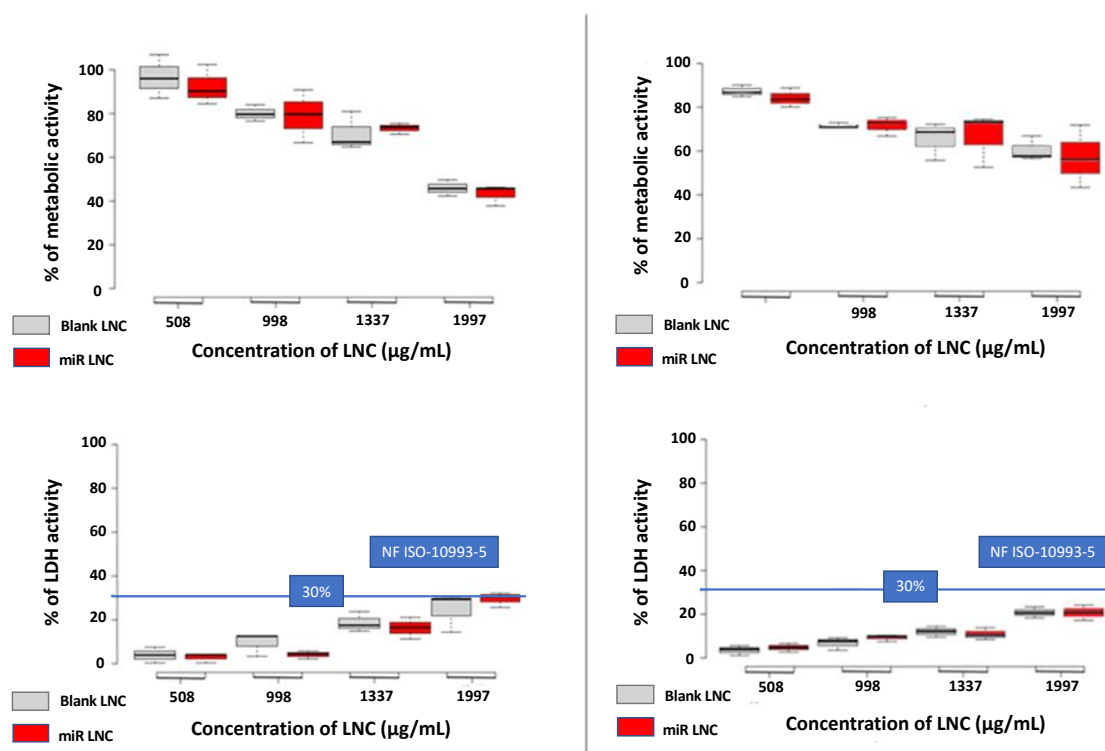 % of metabolic activity
100
80
60
40
20
0
508 998 1337 1997
Blank LNC
miR LNC
Concentration of LNC (µg/mL)
% of metabolic activity
100
80
60
40
20
0
998 1337 1997
Blank LNC
miR LNC
Concentration of LNC (µg/mL)
% of LDH activity
100
80
60
40
20
0
NF ISO-10993-5
30%
508 998 1337 1997
Blank LNC
miR LNC
Concentration of LNC (µg/mL)
% of LDH activity
100
80
60
40
20
0
NF ISO-10993-5
30%
508 998 1337 1997
Blank LNC
miR LNC
Concentration of LNC (µg/mL)